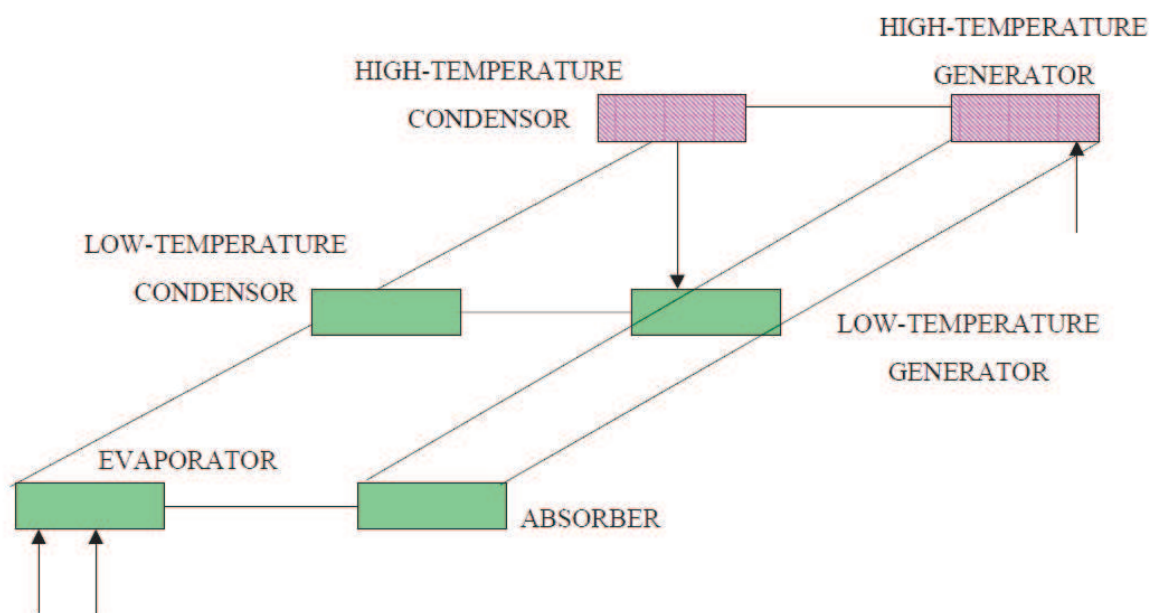 HIGH-TEMPERATURE
GENERATOR
HIGH-TEMPERATURE
CONDENSOR
LOW-TEMPERATURE
CONDENSOR
LOW-TEMPERATURE
GENERATOR
EVAPORATOR
ABSORBER